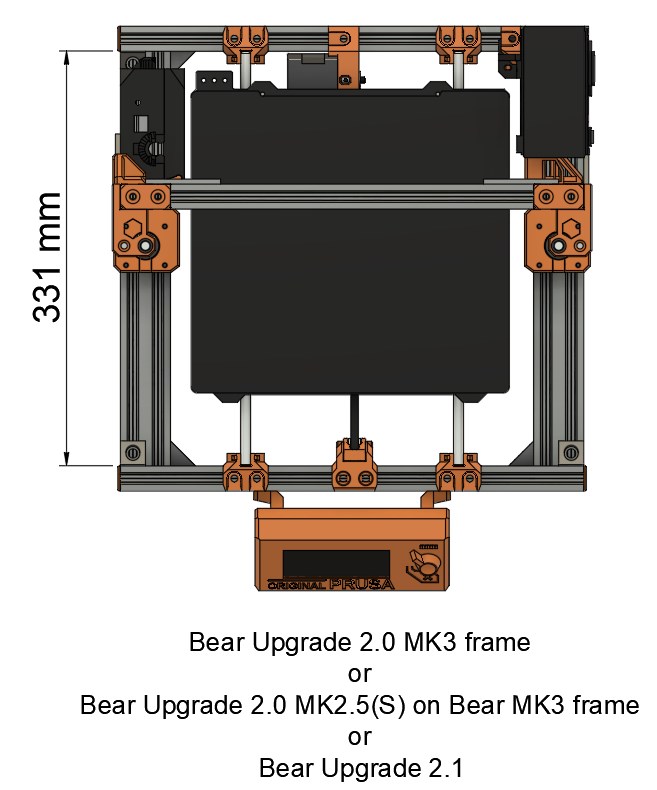 331 mm
ORIGINAL PRUSA
Bear Upgrade 2.0 MK3 frame
or
Bear Upgrade 2.0 MK2.5(S) on Bear MK3 frame
or
Bear Upgrade 2.1